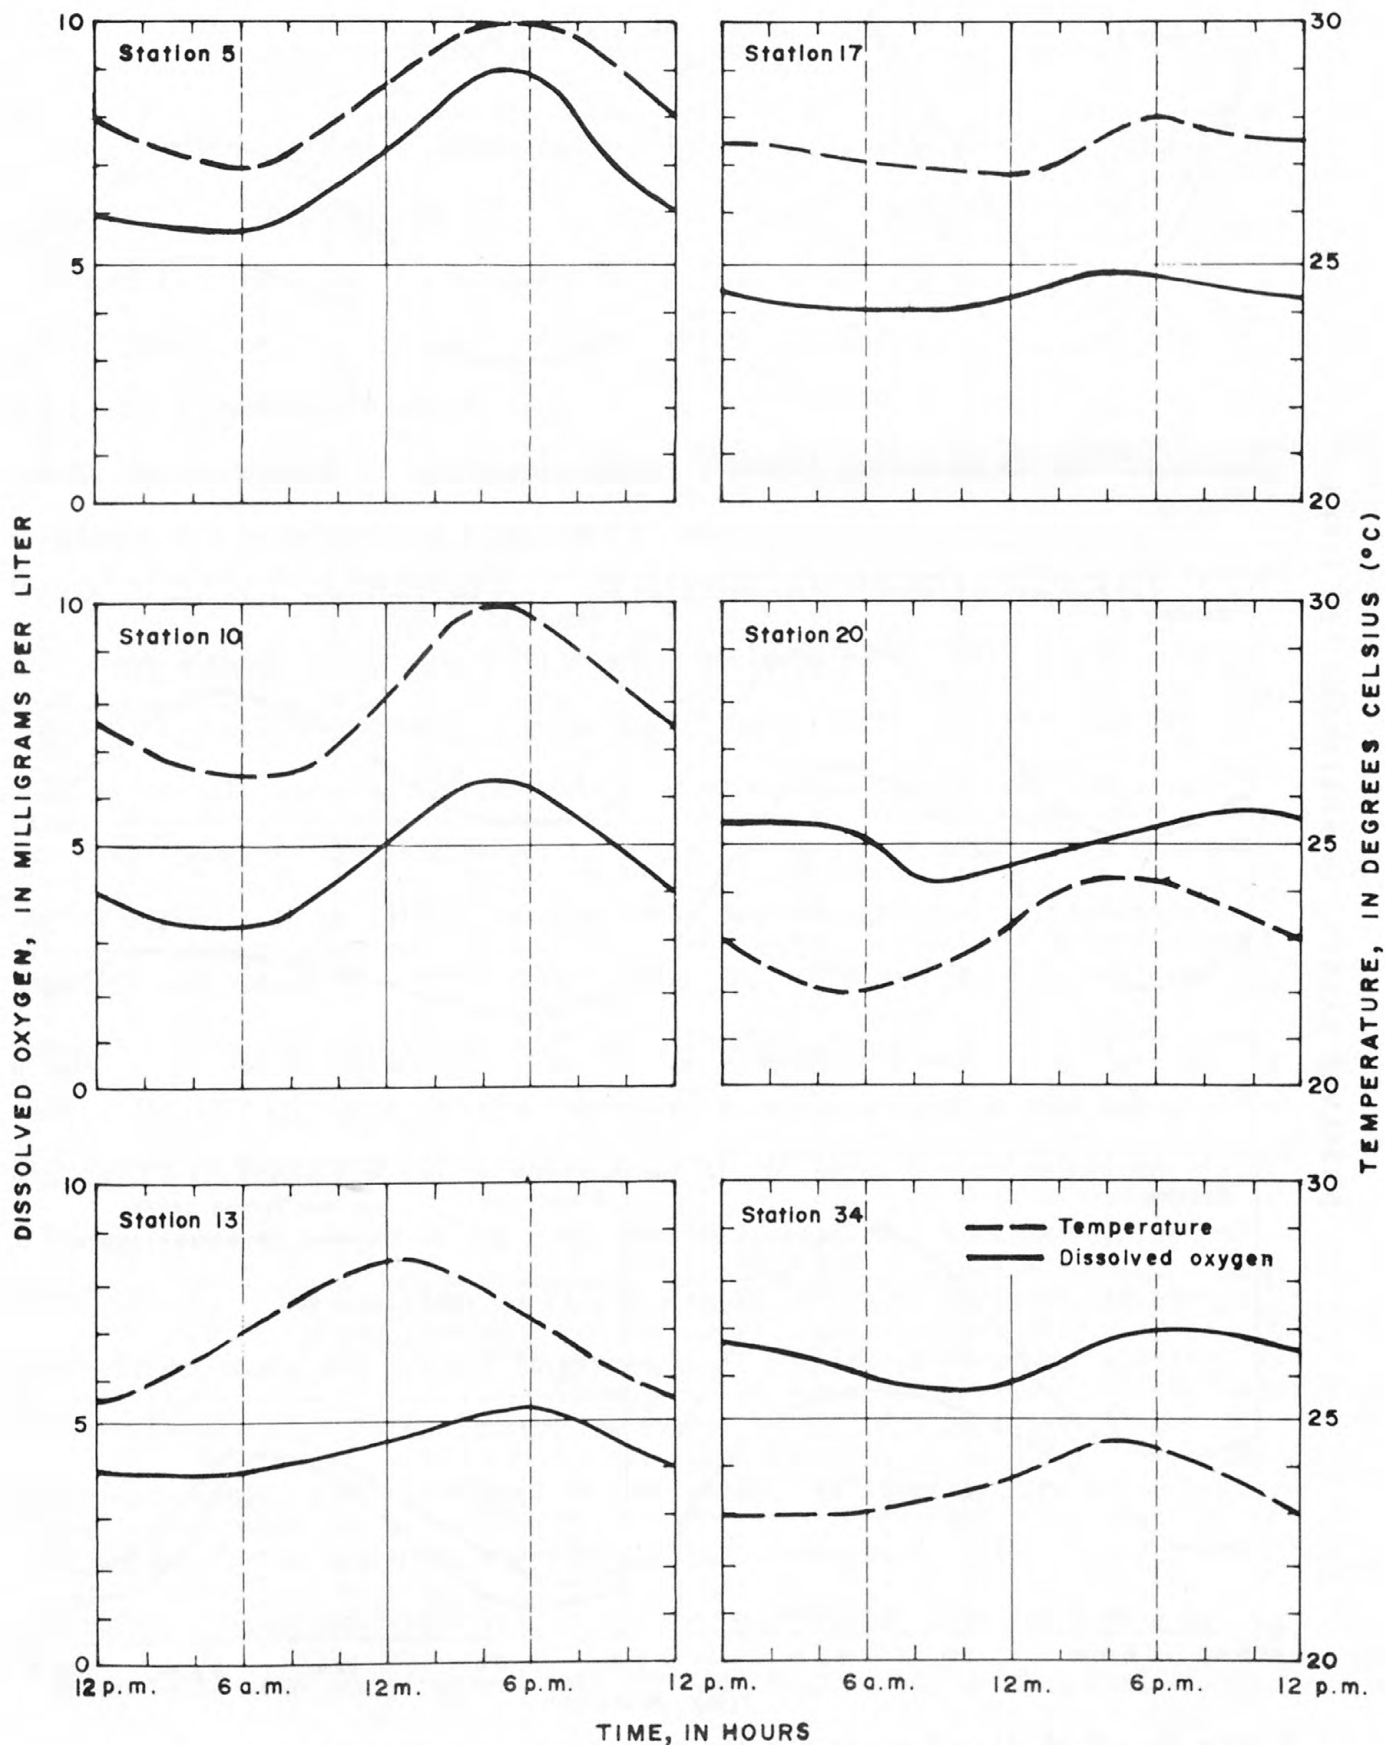 10
5
0
Station 5
Station 17
30
25
20
10
5
0
Station 10
Station 20
30
25
20
10
5
0
Station 13
Station 34
Temperature
Dissolved oxygen
30
25
20
12 p.m.
6 a.m.
12 m.
6 p.m.
12 p.m.
6 a.m.
12 m.
6 p.m.
12 p.m.
TIME, IN HOURS
DISSOLVED OXYGEN, IN MILLIGRAMS PER LITER
TEMPERATURE, IN DEGREES CELSIUS (°C)